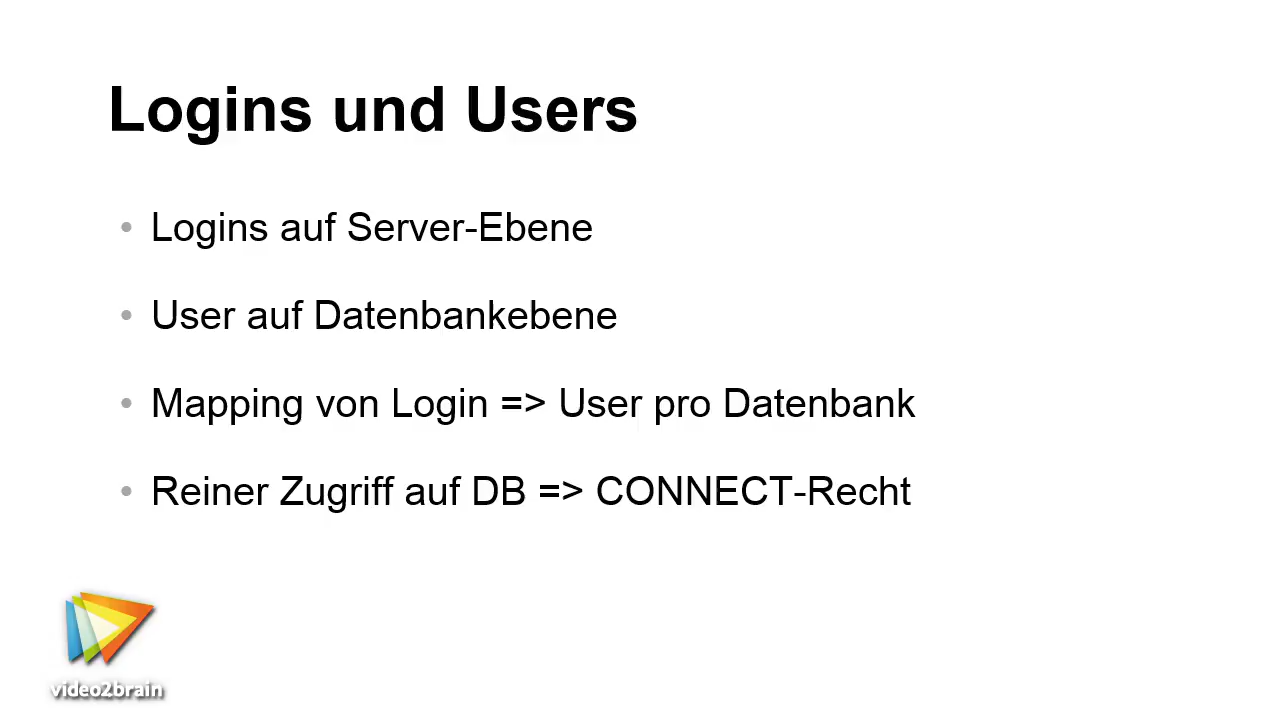 Logins und Users
• Logins auf Server-Ebene
• User auf Datenbankebene
• Mapping von Login => User pro Datenbank
• Reiner Zugriff auf DB => CONNECT-Recht
video2brain